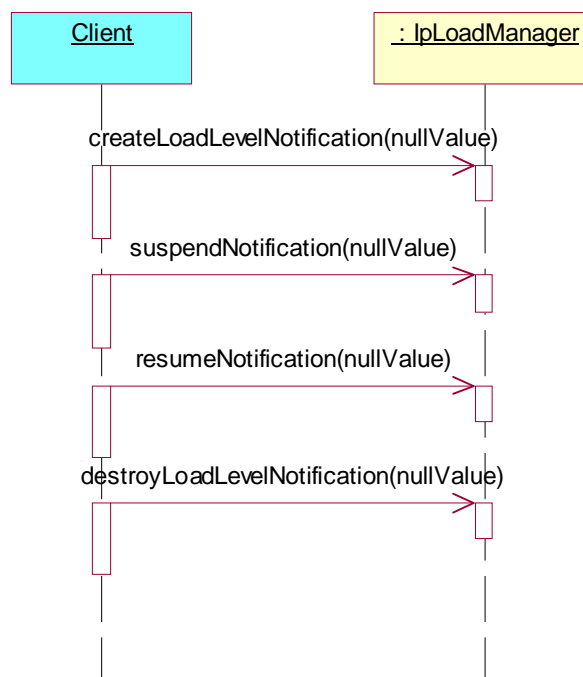 Client
: IpLoadManager
createLoadLevelNotification(nullValue)
suspendNotification(nullValue)
resumeNotification(nullValue)
destroyLoadLevelNotification(nullValue)